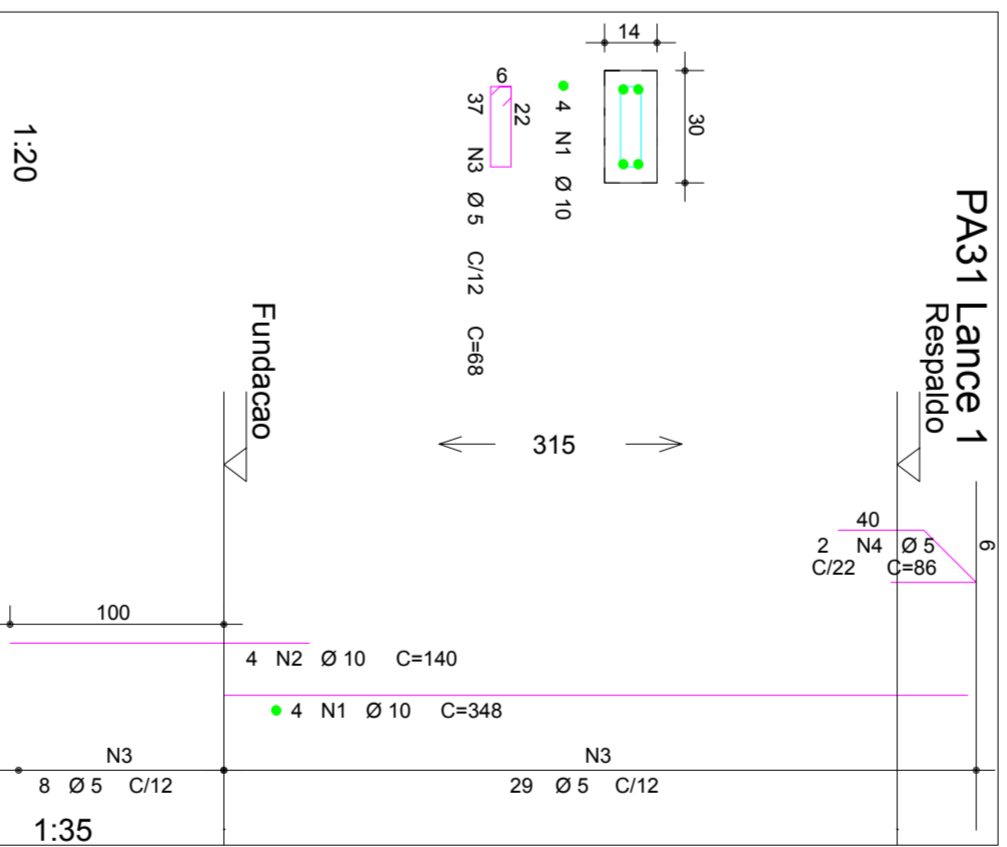 PA31 Lance 1
Respaldo
14
30
4 N1 Ø 10
6
22
37 N3 Ø 5 C/12 C=68
1:20
Fundacao
315
40
6
2 N4 Ø 5
C/22 C=86
100
4 N2 Ø 10 C=140
4 N1 Ø 10 C=348
N3
8 Ø 5 C/12
N3
29 Ø 5 C/12
1:35